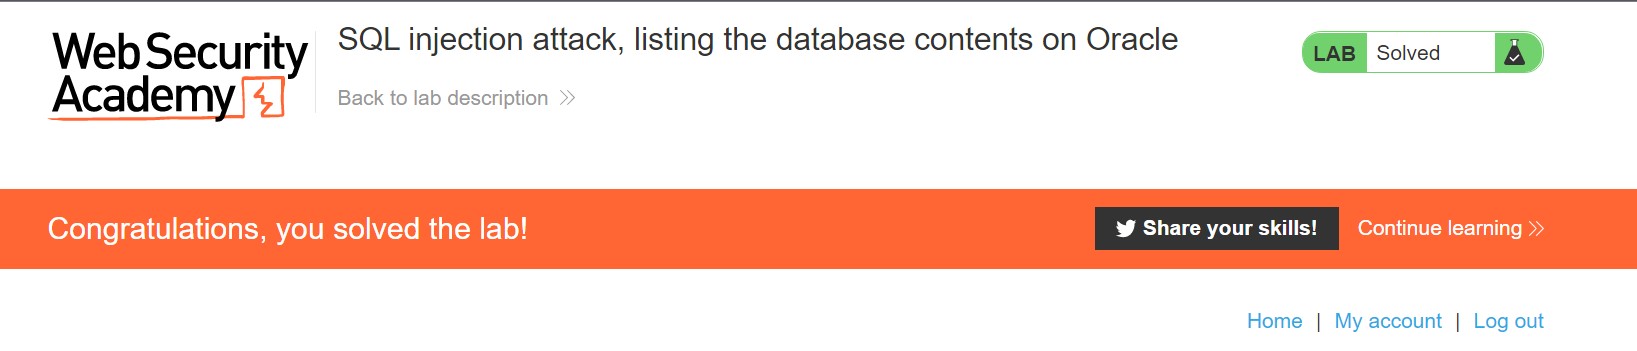 Web Security
Academy
SQL injection attack, listing the database contents on Oracle
Back to lab description
LAB Solved
Congratulations, you solved the lab!
Share your skills!
Continue learning
Home | My account | Log out